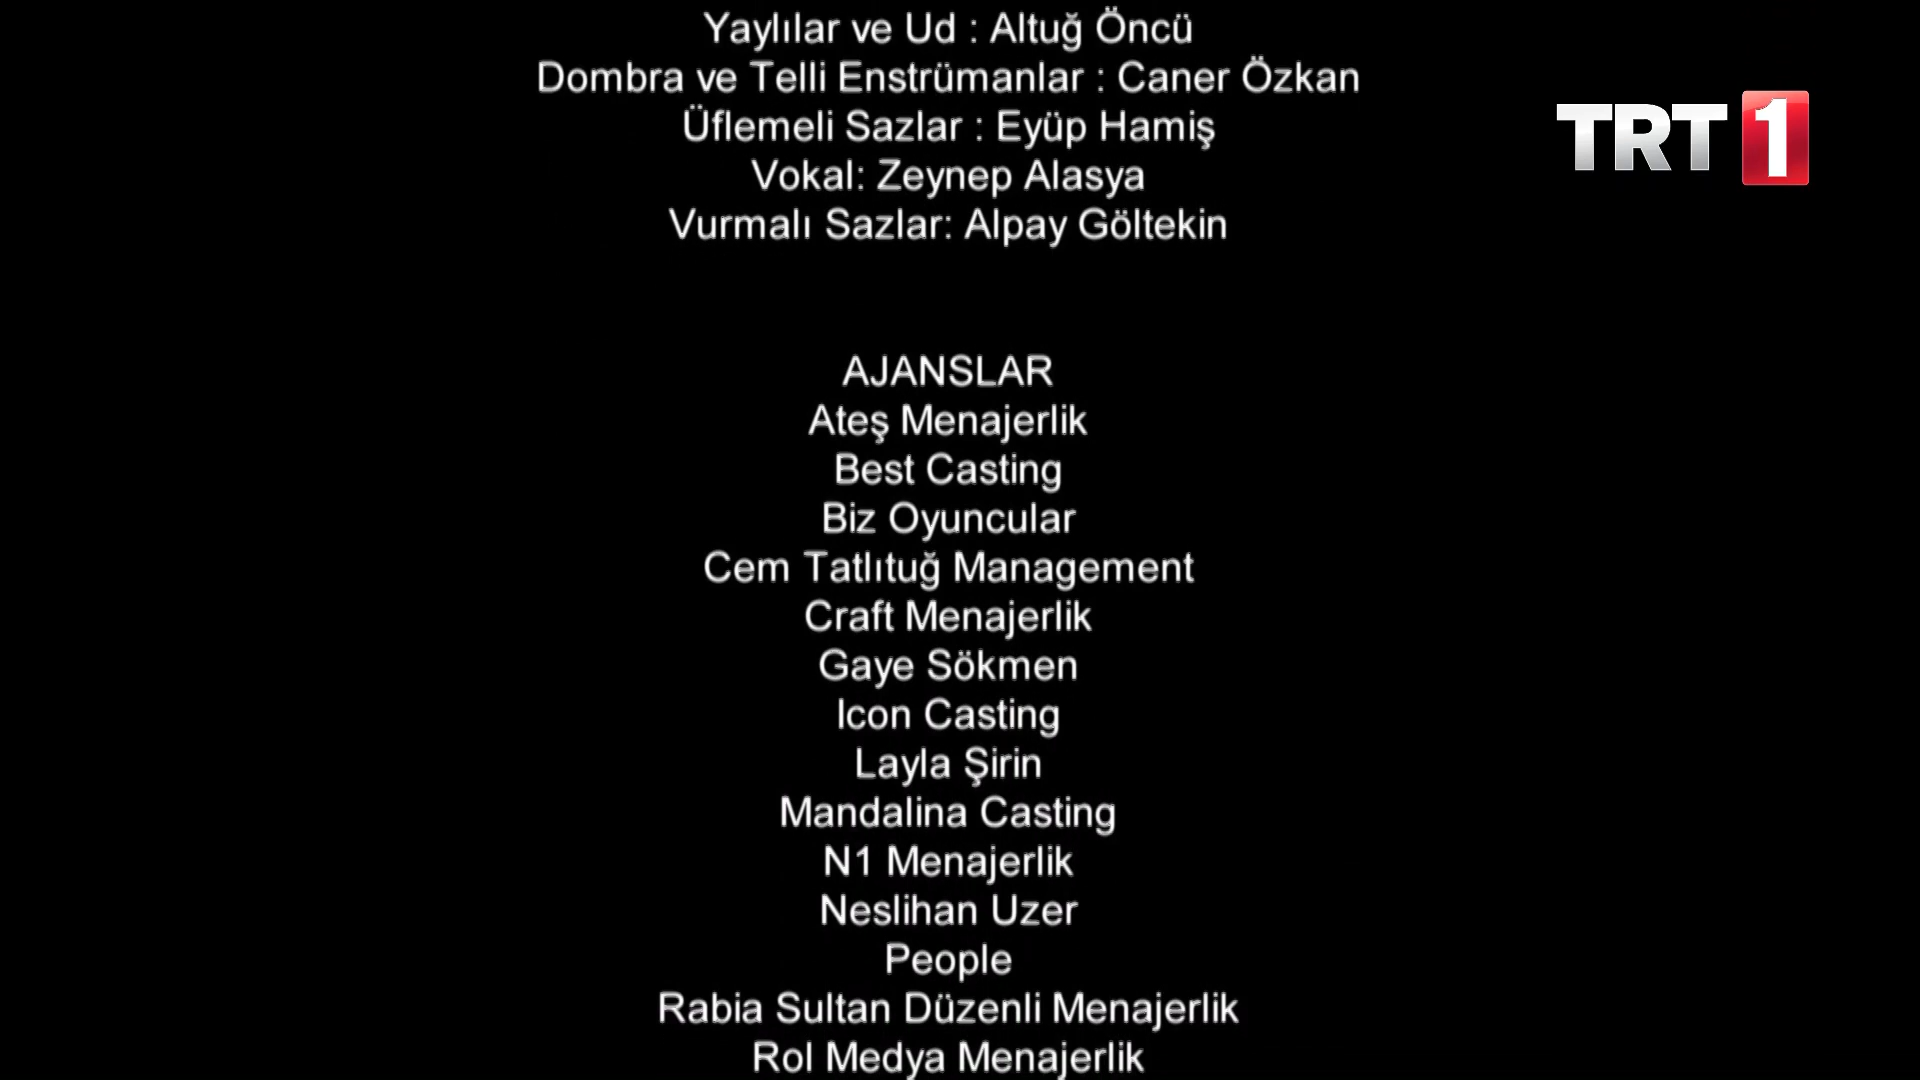 Yaylılar ve Ud : Altuğ Öncü
Dombra ve Telli Enstrümanlar : Caner Özkan
Üflemeli Sazlar : Eyüp Hamiş
Vokal: Zeynep Alasya
Vurmalı Sazlar: Alpay Göltekin
TRT 1
AJANSLAR
Ateş Menajerlik
Best Casting
Biz Oyuncular
Cem Tatlıtuğ Management
Craft Menajerlik
Gaye Sökmen
Icon Casting
Layla Şirin
Mandalina Casting
N1 Menajerlik
Neslihan Uzer
People
Rabia Sultan Düzenli Menajerlik
Rol Medya Menajerlik